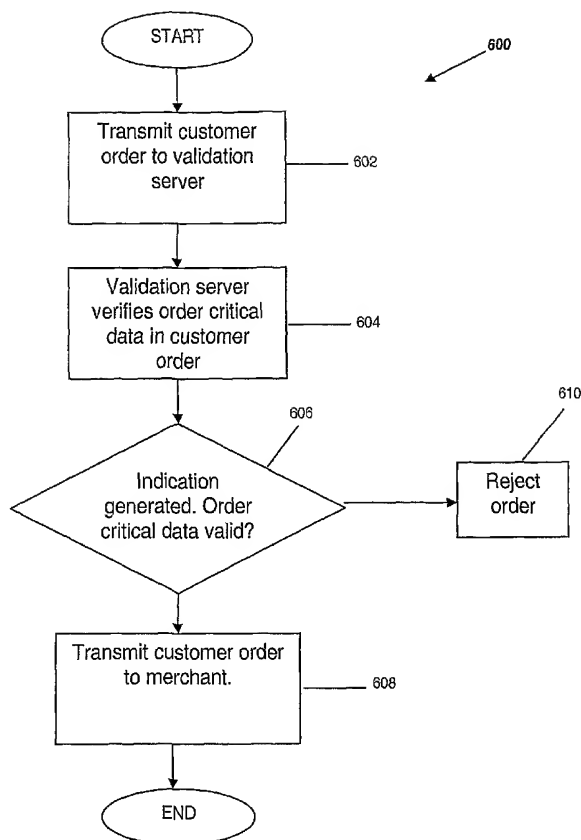 START
600
Transmit customer
order to validation
server
602
Validation server
verifies order critical
data in customer
order
604
606
610
Indication
generated. Order
critical data valid?
Reject
order
Transmit customer order
to merchant.
608
END